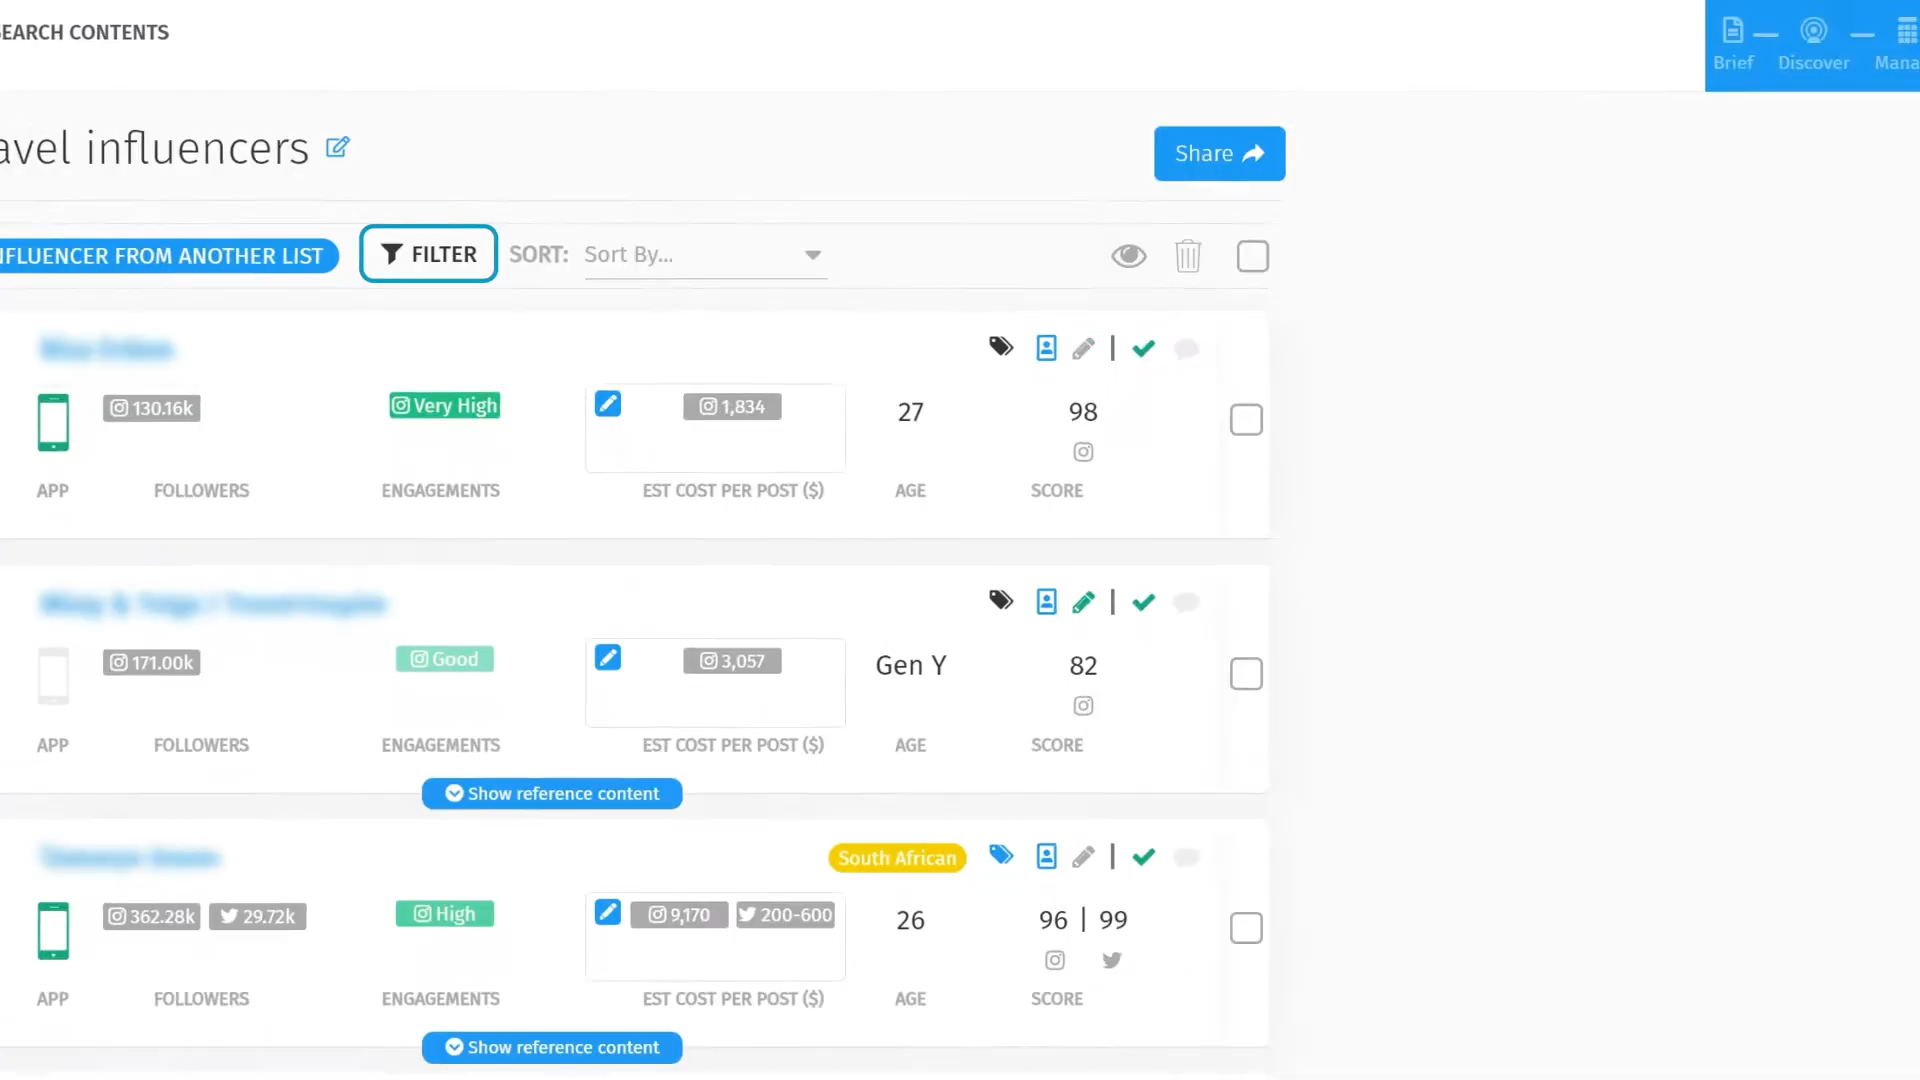 EARCH CONTENTS
Brief Discover Mana
avel influencers
Share
NFLUENCER FROM ANOTHER LIST FILTER SORT: Sort By...
130.16k Very High 1,834 27 98
APP FOLLOWERS ENGAGEMENTS EST COST PER POST ($) AGE SCORE
171.00k Good 3,057 Gen Y 82
APP FOLLOWERS ENGAGEMENTS EST COST PER POST ($) AGE SCORE
Show reference content
South African
362.28k 29.72k High 9,170 200-600 26 96 | 99
APP FOLLOWERS ENGAGEMENTS EST COST PER POST ($) AGE SCORE
Show reference content